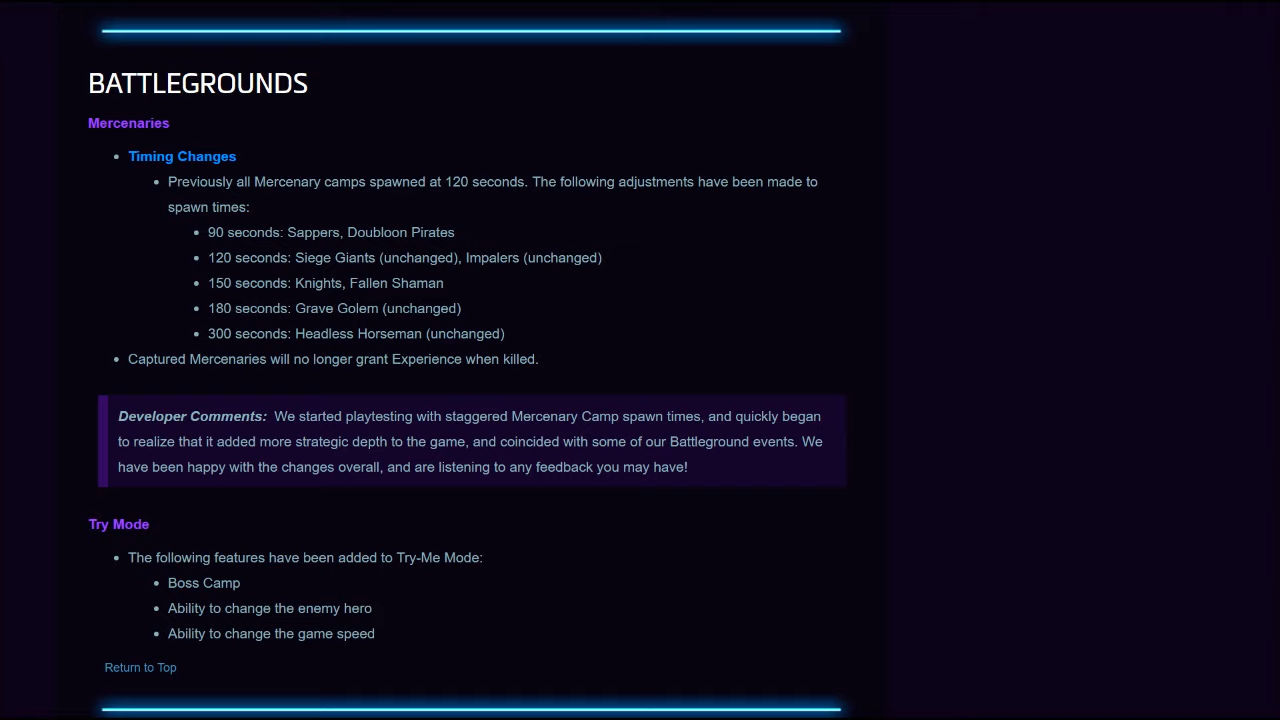 BATTLEGROUNDS
Mercenaries
Timing Changes
Previously all Mercenary camps spawned at 120 seconds. The following adjustments have been made to
spawn times:
90 seconds: Sappers, Doubloon Pirates
120 seconds: Siege Giants (unchanged), Impalers (unchanged)
150 seconds: Knights, Fallen Shaman
180 seconds: Grave Golem (unchanged)
300 seconds: Headless Horseman (unchanged)
Captured Mercenaries will no longer grant Experience when killed.
Developer Comments: We started playtesting with staggered Mercenary Camp spawn times, and quickly began
to realize that it added more strategic depth to the game, and coincided with some of our Battleground events. We
have been happy with the changes overall, and are listening to any feedback you may have!
Try Mode
The following features have been added to Try-Me Mode:
Boss Camp
Ability to change the enemy hero
Ability to change the game speed
Return to Top